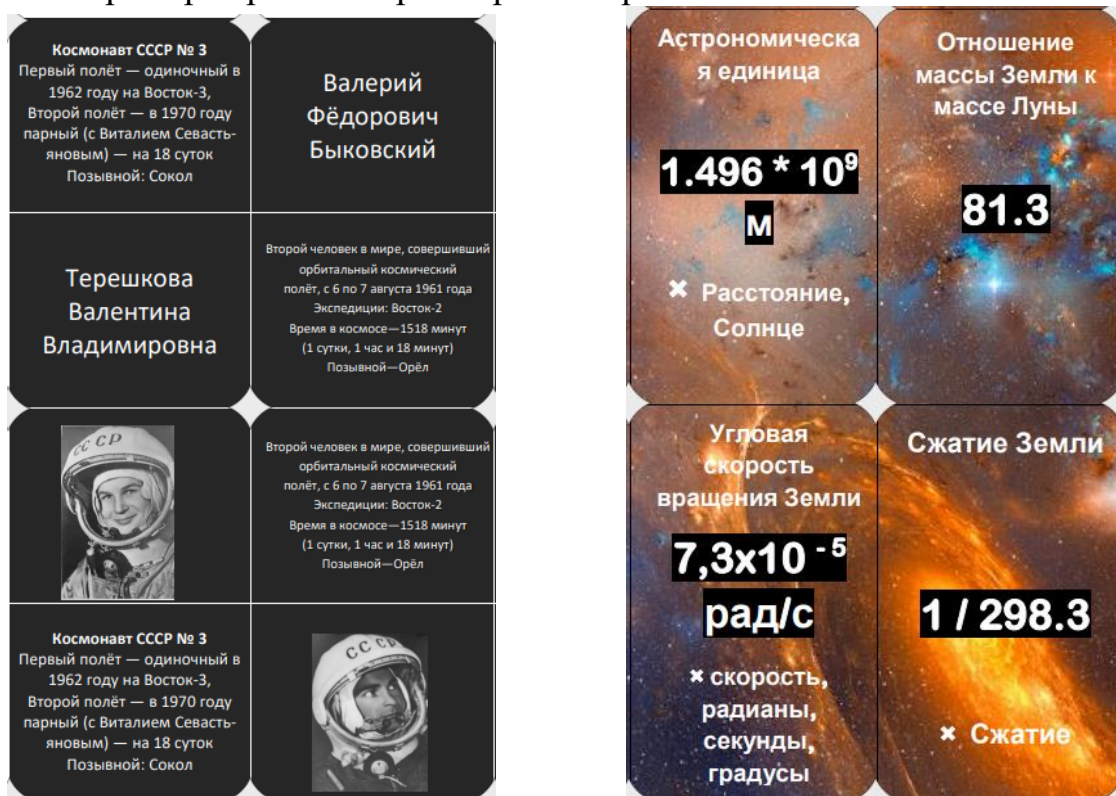 Космонавт СССР № 3
Первый полёт — одиночный в
1962 году на Восток-3,
Второй полёт — в 1970 году
парный (с Виталием Севасть-
яновым) — на 18 суток
Позывной: Сокол
Валерий
Фёдорович
Быковский
Терешкова
Валентина
Владимировна
Второй человек в мире, совершивший
орбитальный космический
полёт, с 6 по 7 августа 1961 года
Экспедиции: Восток-2
Время в космосе—1518 минут
(1 сутки, 1 час и 18 минут)
Позывной—Орёл
СССР
Второй человек в мире, совершивший
орбитальный космический
полёт, с 6 по 7 августа 1961 года
Экспедиции: Восток-2
Время в космосе—1518 минут
(1 сутки, 1 час и 18 минут)
Позывной—Орёл
Космонавт СССР № 3
Первый полёт — одиночный в
1962 году на Восток-3,
Второй полёт — в 1970 году
парный (с Виталием Севасть-
яновым) — на 18 суток
Позывной: Сокол
СССР
Астрономическа
я единица
1.496 * 10⁹
м
✖ Расстояние,
Солнце
Отношение
массы Земли к
массе Луны
81.3
Угловая
скорость
вращения Земли
7,3х10 ⁻⁵
рад/с
✖ скорость,
радианы,
секунды,
градусы
Сжатие Земли
1 / 298.3
✖ Сжатие